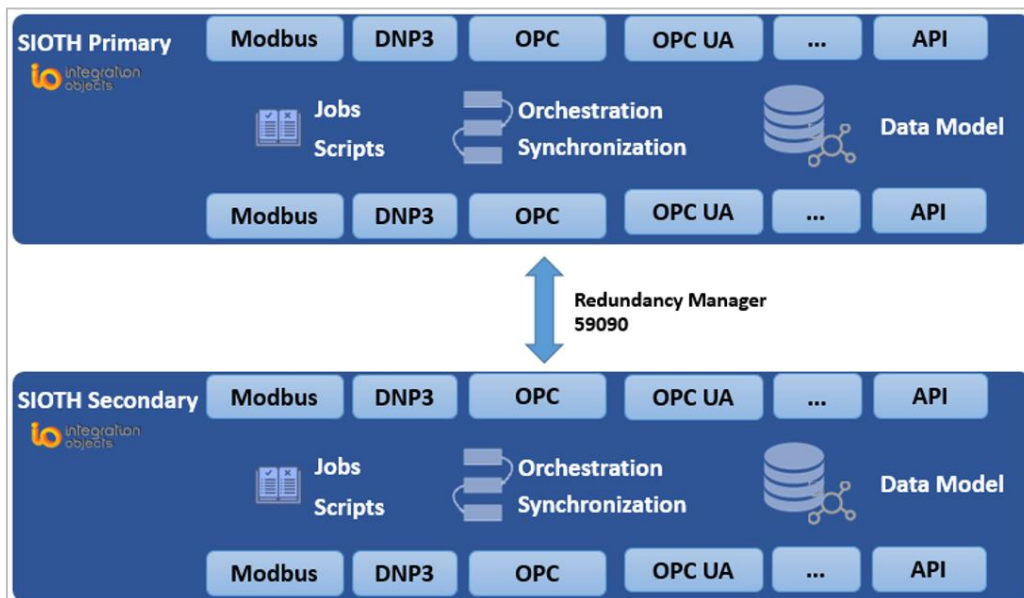 SIOTH Primary
integration
objects
Modbus
DNP3
OPC
OPC UA
...
API
Jobs
Scripts
Orchestration
Synchronization
Data Model
Modbus
DNP3
OPC
OPC UA
...
API
Redundancy Manager
59090
SIOTH Secondary
integration
objects
Modbus
DNP3
OPC
OPC UA
...
API
Jobs
Scripts
Orchestration
Synchronization
Data Model
Modbus
DNP3
OPC
OPC UA
...
API